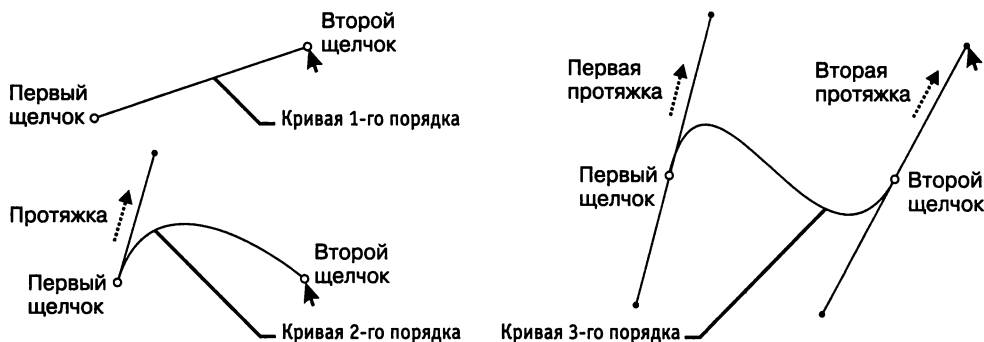 Второй
щелчок
Первый
щелчок
Кривая 1-го порядка
Протяжка
Первый
щелчок
Второй
щелчок
Кривая 2-го порядка
Первая
протяжка
Вторая
протяжка
Первый
щелчок
Второй
щелчок
Кривая 3-го порядка